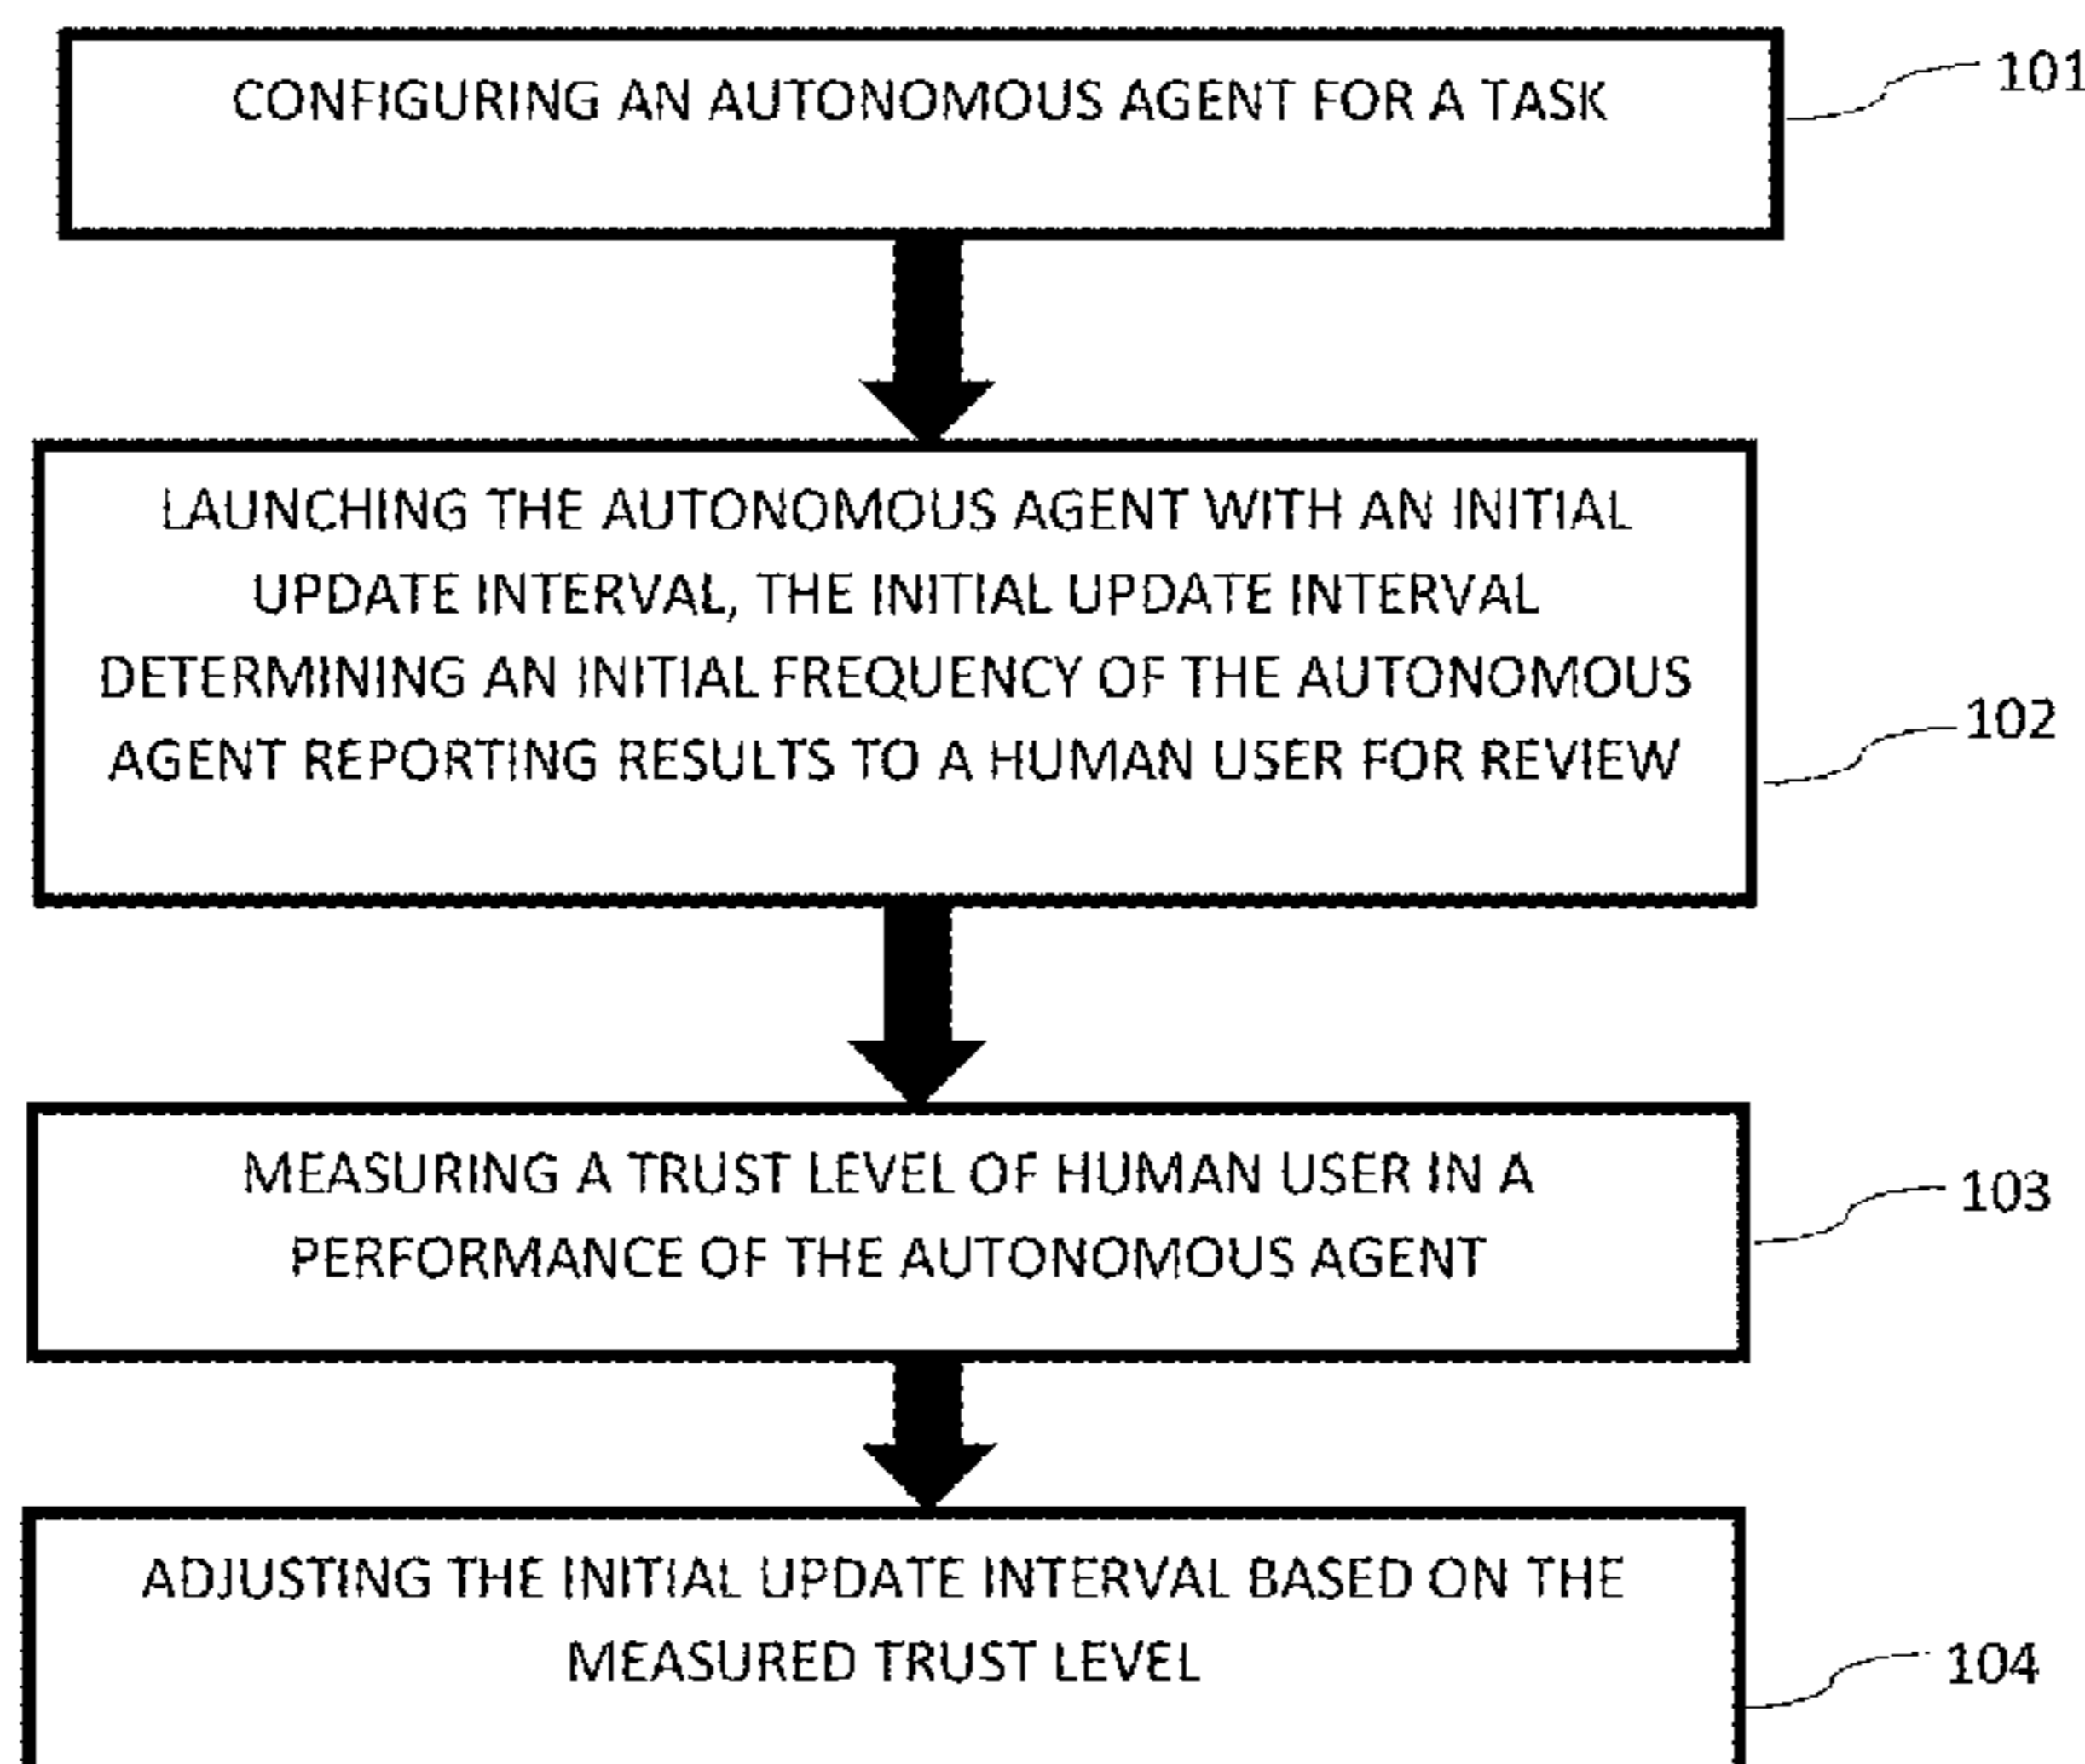 CONFIGURING AN AUTONOMOUS AGENT FOR A TASK
101
LAUNCHING THE AUTONOMOUS AGENT WITH AN INITIAL
UPDATE INTERVAL, THE INITIAL UPDATE INTERVAL
DETERMINING AN INITIAL FREQUENCY OF THE AUTONOMOUS
AGENT REPORTING RESULTS TO A HUMAN USER FOR REVIEW
102
MEASURING A TRUST LEVEL OF HUMAN USER IN A
PERFORMANCE OF THE AUTONOMOUS AGENT
103
ADJUSTING THE INITIAL UPDATE INTERVAL BASED ON THE
MEASURED TRUST LEVEL
104